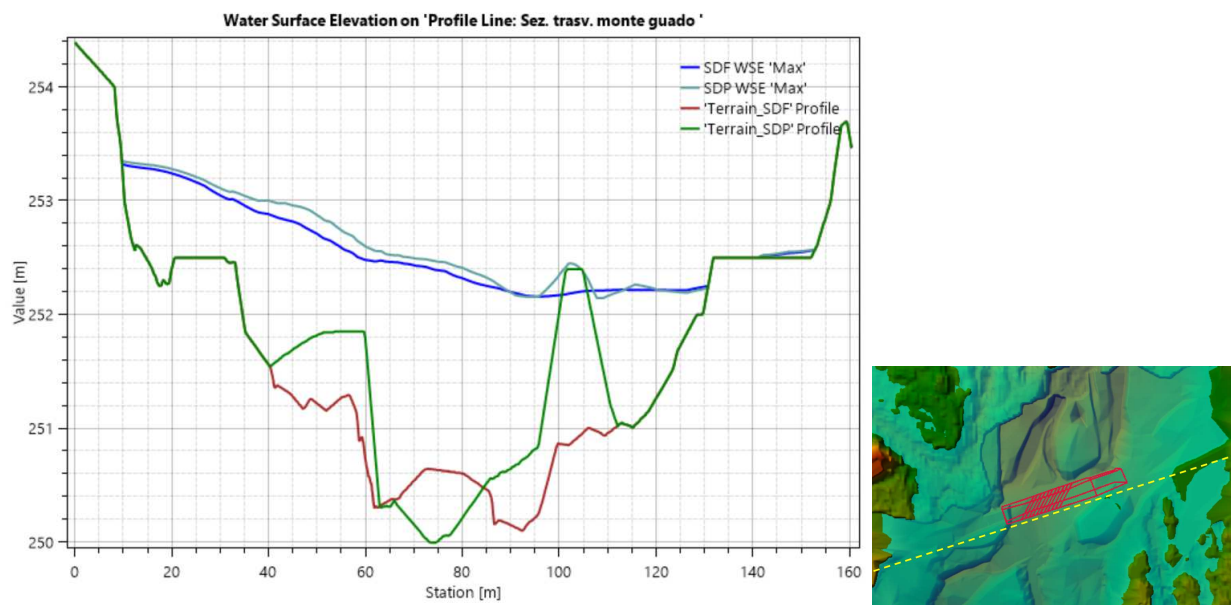 Water Surface Elevation on 'Profile Line: Sez. trasv. monte guado '
SDF WSE 'Max'
SDP WSE 'Max'
'Terrain_SDF' Profile
'Terrain_SDP' Profile
Value [m]
254
253
252
251
250
0 20 40 60 80 100 120 140 160
Station [m]